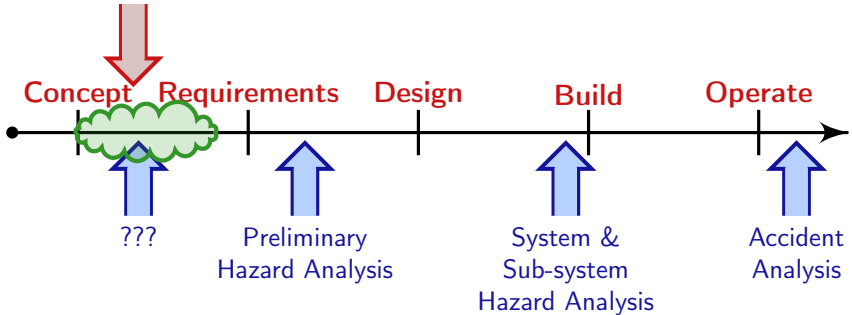 Concept Requirements Design Build Operate
???
Preliminary
Hazard Analysis
System &
Sub-system
Hazard Analysis
Accident
Analysis